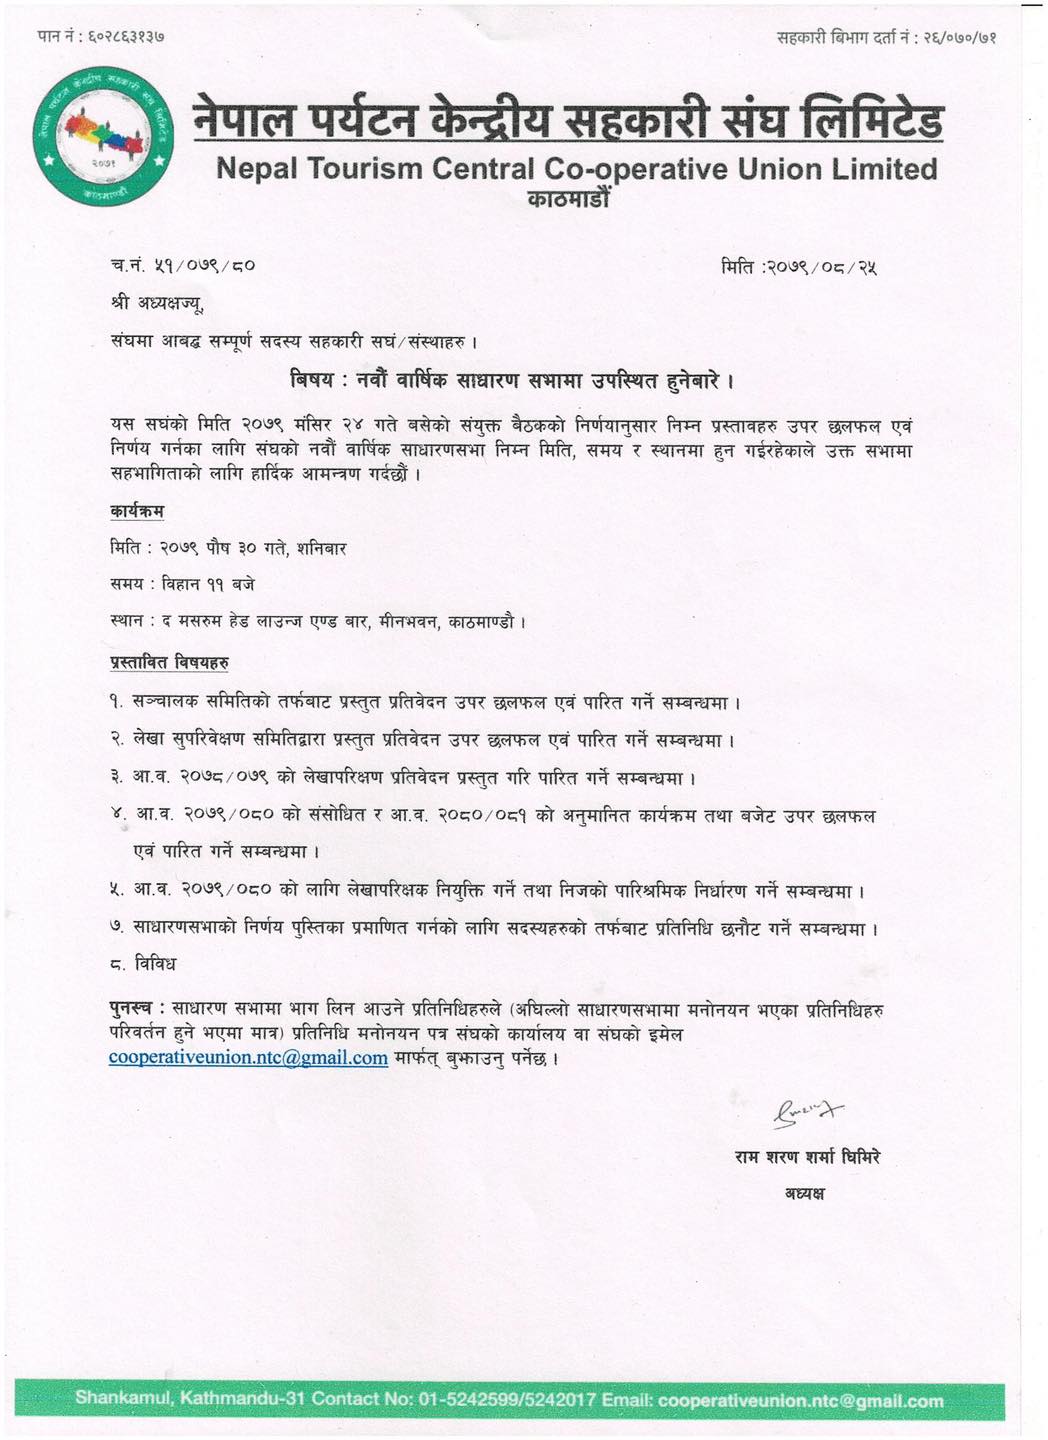 पान नं : ६०२८६३१३७
सहकारी बिभाग दर्ता नं : २६/०७०/७१
नेपाल पर्यटन केन्द्रीय सहकारी संघ लिमिटेड
२०७१
काठमाण्डौ
नेपाल पर्यटन केन्द्रीय सहकारी संघ लिमिटेड
Nepal Tourism Central Co-operative Union Limited
काठमाडौं
च.नं. ५१/०७९/८०
मिति :२०७९/०८/२५
श्री अध्यक्षज्यू,
संघमा आबद्ध सम्पूर्ण सदस्य सहकारी सघं/संस्थाहरु ।
बिषय : नवौं वार्षिक साधारण सभामा उपस्थित हुनेबारे ।
यस सघंको मिति २०७९ मंसिर २४ गते बसेको संयुक्त बैठकको निर्णयानुसार निम्न प्रस्तावहरु उपर छलफल एवं
निर्णय गर्नका लागि संघको नवौं वार्षिक साधारणसभा निम्न मिति, समय र स्थानमा हुन गईरहेकाले उक्त सभामा
सहभागिताको लागि हार्दिक आमन्त्रण गर्दछौं ।
कार्यक्रम
मिति : २०७९ पौष ३० गते, शनिबार
समय : विहान ११ बजे
स्थान : द मसरुम हेड लाउन्ज एण्ड बार, मीनभवन, काठमाण्डौ ।
प्रस्तावित विषयहरु
१. सञ्चालक समितिको तर्फबाट प्रस्तुत प्रतिवेदन उपर छलफल एवं पारित गर्ने सम्बन्धमा ।
२. लेखा सुपरिवेक्षण समितिद्वारा प्रस्तुत प्रतिवेदन उपर छलफल एवं पारित गर्ने सम्बन्धमा ।
३. आ.व. २०७८/०७९ को लेखापरिक्षण प्रतिवेदन प्रस्तुत गरि पारित गर्ने सम्बन्धमा ।
४. आ.व. २०७९/०८० को संसोधित र आ.व. २०८०/०८१ को अनुमानित कार्यक्रम तथा बजेट उपर छलफल
एवं पारित गर्ने सम्बन्धमा ।
५. आ.व. २०७९/०८० को लागि लेखापरिक्षक नियुक्ति गर्ने तथा निजको पारिश्रमिक निर्धारण गर्ने सम्बन्धमा ।
७. साधारणसभाको निर्णय पुस्तिका प्रमाणित गर्नको लागि सदस्यहरुको तर्फबाट प्रतिनिधि छनौट गर्ने सम्बन्धमा ।
८. विविध
पुनस्च : साधारण सभामा भाग लिन आउने प्रतिनिधिहरुले (अघिल्लो साधारणसभामा मनोनयन भएका प्रतिनिधिहरु
परिवर्तन हुने भएमा मात्र) प्रतिनिधि मनोनयन पत्र संघको कार्यालय वा संघको इमेल
cooperativeunion.ntc@gmail.com मार्फत् बुझाउनु पर्नेछ ।
राम शरण शर्मा घिमिरे
अध्यक्ष
Shankamul, Kathmandu-31 Contact No: 01-5242599/5242017 Email: cooperativeunion.ntc@gmail.com